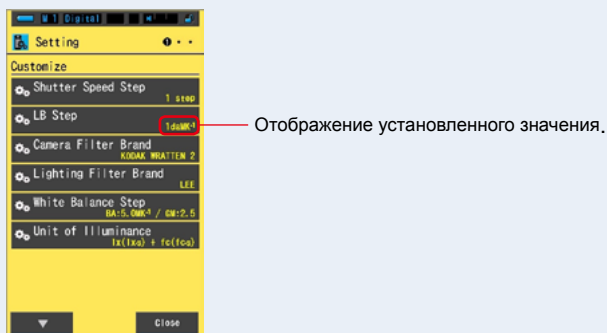 M 1 Digital
Setting
Customize
Shutter Speed Step
1 step
LB Step
1daMK⁻¹
Отображение установленного значения.
Camera Filter Brand
KODAK WRATTEN 2
Lighting Filter Brand
LEE
White Balance Step
BA:5.0MK⁻¹ / GM:2.5
Unit of Illuminance
lx(lxs) + fc(fcs)
Close